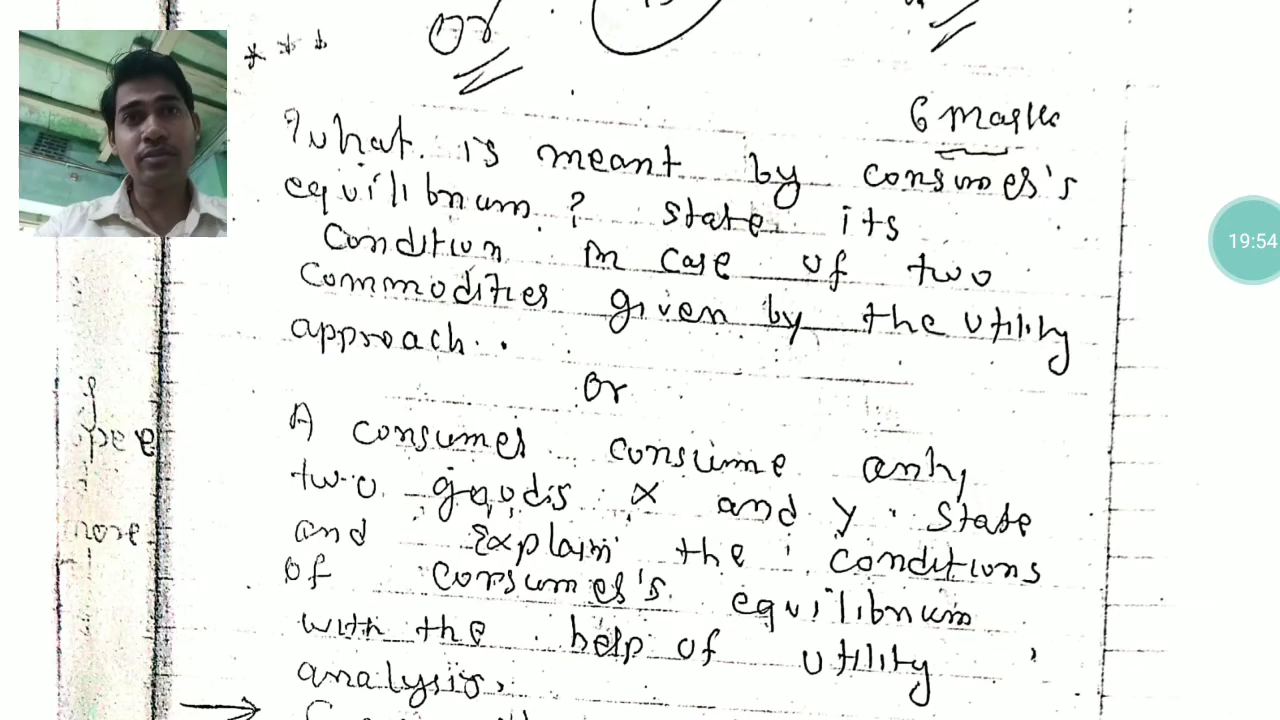 Or
* * *
6 marks
What is meant by consumer's
equilibrium? state its
Condition in case of two
Commodities given by the utility
approach.
Or
A consumer consume only
two goods x and y. State
and Explain the conditions
of consumer's equilibrium
with the help of utility
analysis.
more
19:54